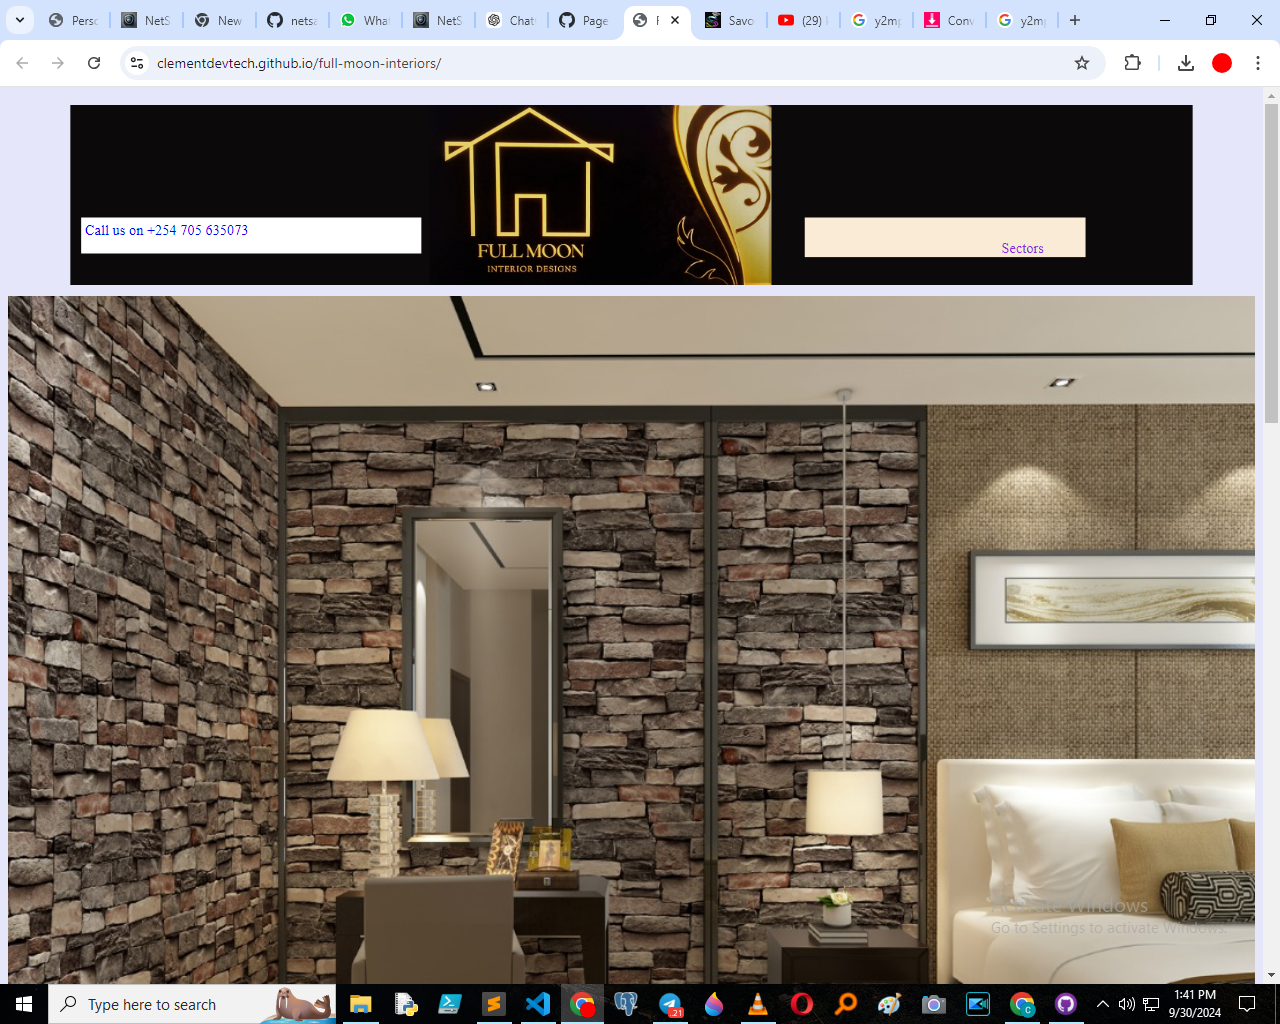 Perso
NetS
New
netsa
What
NetS
Chat
Page
F
Savo
(29)
y2mp
Conv
y2mp
clementdevtech.github.io/full-moon-interiors/
Call us on +254 705 635073
FULL MOON
INTERIOR DESIGNS
Sectors
Activate Windows
Go to Settings to activate Windows.
Type here to search
21
C
1:41 PM
9/30/2024